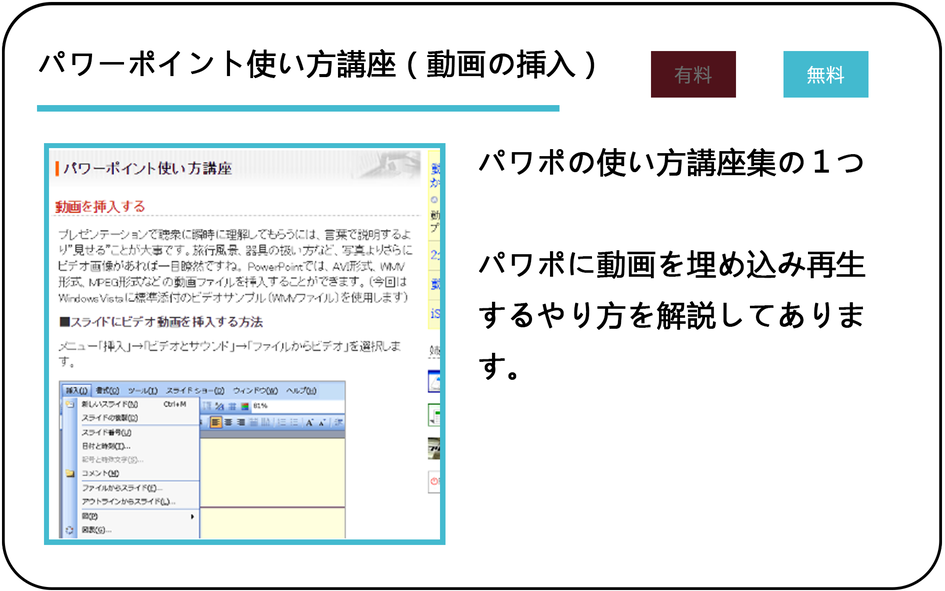 パワーポイント使い方講座(動画の挿入)
有料
無料
パワーポイント使い方講座
動画を挿入する
プレゼンテーションで聴衆に瞬時に理解してもらうには、言葉で説明するよ
り"見せる"ことが大事です。旅行風景、器具の扱い方など、写真よりさらに
ビデオ画像があれば一目瞭然ですね。PowerPointでは、AVI形式、WMV
形式、MPEG形式などの動画ファイルを挿入することができます。(今回は
WindowsVistaに標準添付のビデオサンプル(WMVファイル)を使用します)
■スライドにビデオ動画を挿入する方法
メニュー「挿入」→「ビデオとサウンド」→「ファイルからビデオ」を選択しま
す。
挿入(I) 書式(O) ツール(T) スライド ショー(D) ウィンドウ(W) ヘルプ(H)
新しいスライド(N) Ctrl+M
81%
スライドの複製(D)
スライド番号(U)
日付と時刻(T)...
記号と特殊文字(S)...
コメント(M)
ファイルからスライド(F)...
アウトラインからスライド(L)...
図(P)
図表(G)...
パワポの使い方講座集の1つ
パワポに動画を埋め込み再生
するやり方を解説してありま
す。